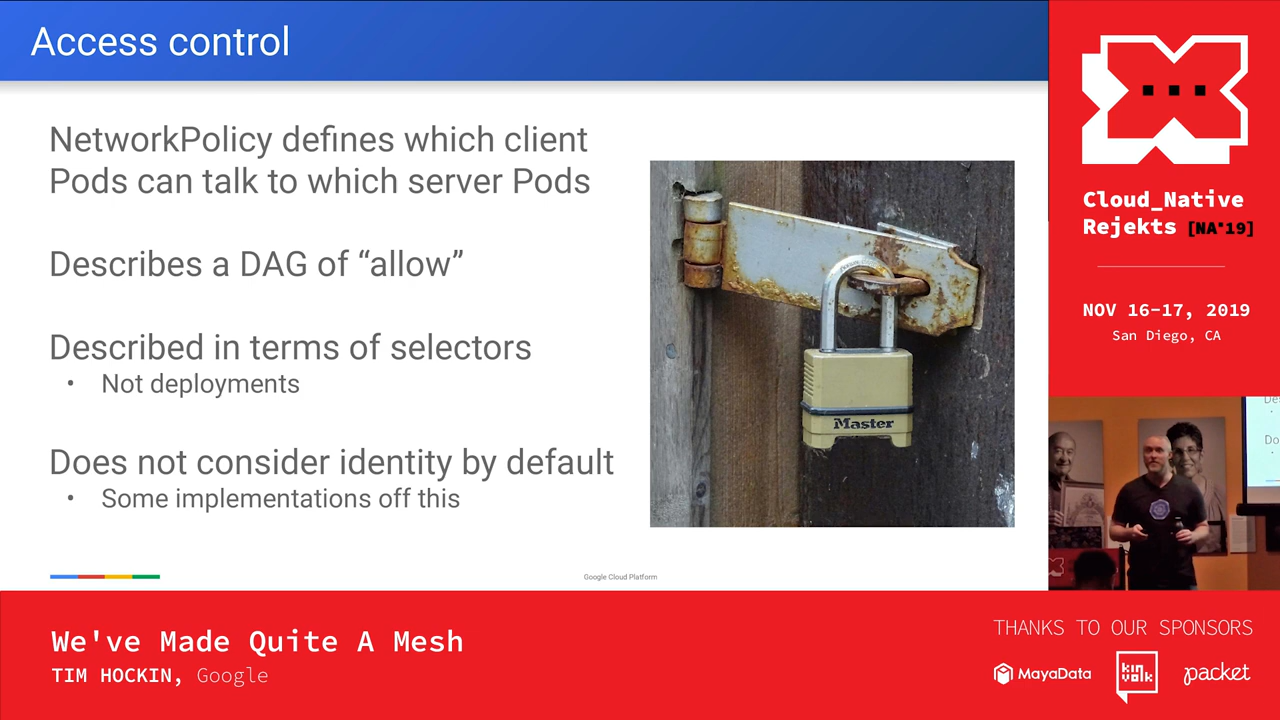 Access control
NetworkPolicy defines which client
Pods can talk to which server Pods
Describes a DAG of “allow”
Described in terms of selectors
• Not deployments
Does not consider identity by default
• Some implementations off this
Master
Google Cloud Platform
Cloud_Native
Rejekts [NA'19]
NOV 16-17, 2019
San Diego, CA
De
Do
We've Made Quite A Mesh
TIM HOCKIN, Google
THANKS TO OUR SPONSORS
MayaData
kinvolk
packet